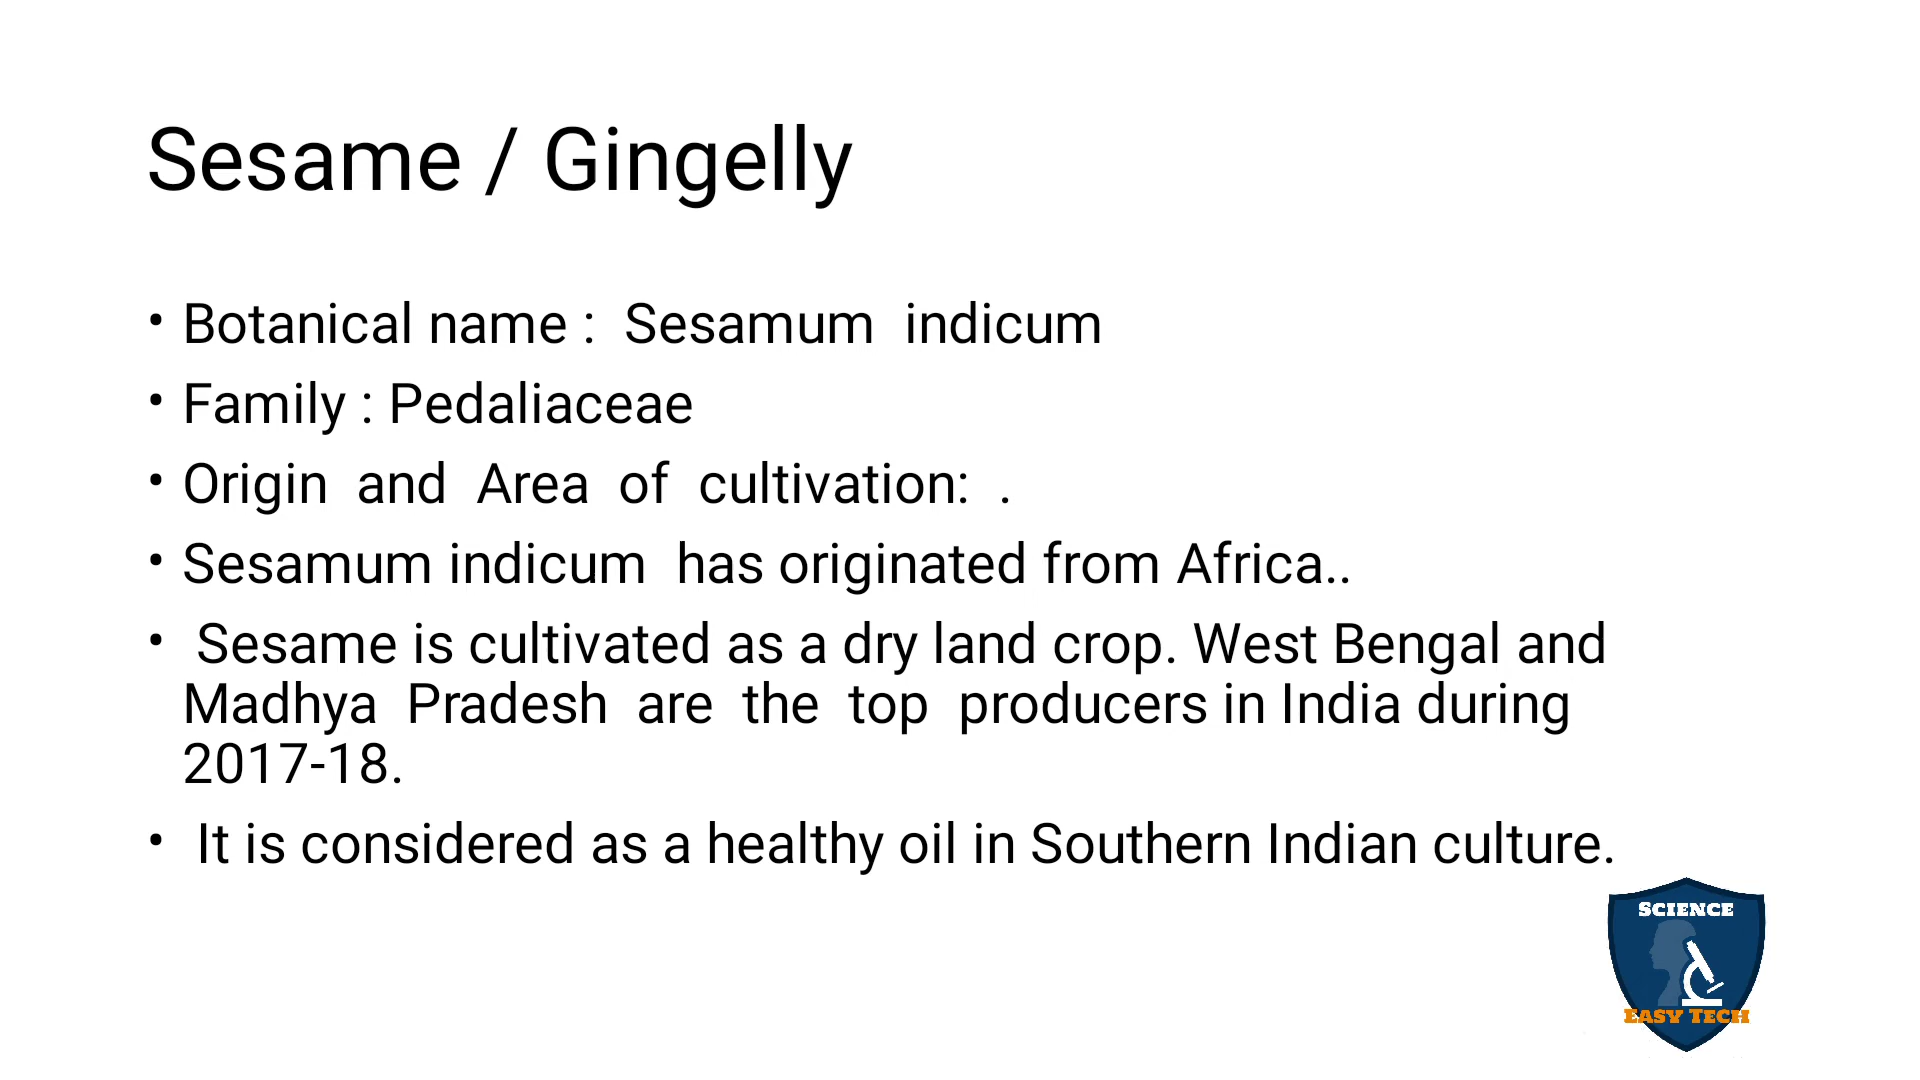 Sesame / Gingelly
• Botanical name :  Sesamum  indicum
• Family : Pedaliaceae
• Origin  and  Area  of  cultivation:  .
• Sesamum indicum  has originated from Africa..
•  Sesame is cultivated as a dry land crop. West Bengal and
Madhya  Pradesh  are  the  top  producers in India during
2017-18.
•  It is considered as a healthy oil in Southern Indian culture.
SCIENCE
EASY TECH